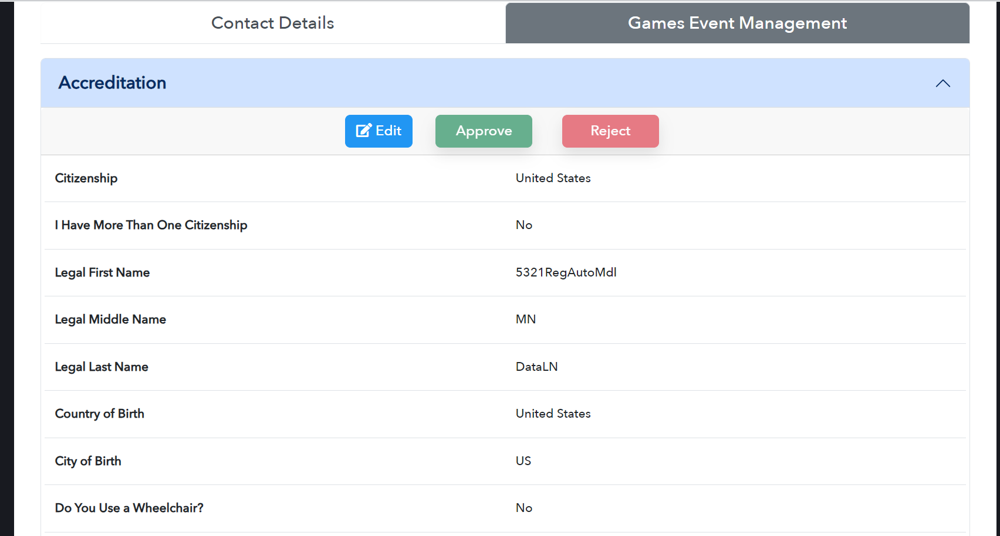 Contact Details
Games Event Management
Accreditation
Edit
Approve
Reject
Citizenship
United States
I Have More Than One Citizenship
No
Legal First Name
5321RegAutoMdl
Legal Middle Name
MN
Legal Last Name
DataLN
Country of Birth
United States
City of Birth
US
Do You Use a Wheelchair?
No